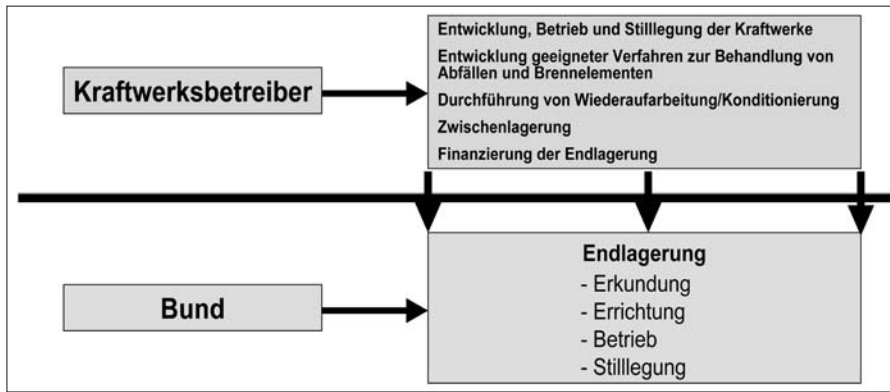 Kraftwerksbetreiber
Entwicklung, Betrieb und Stilllegung der Kraftwerke
Entwicklung geeigneter Verfahren zur Behandlung von
Abfällen und Brennelementen
Durchführung von Wiederaufarbeitung/Konditionierung
Zwischenlagerung
Finanzierung der Endlagerung
Bund
Endlagerung
- Erkundung
- Errichtung
- Betrieb
- Stilllegung